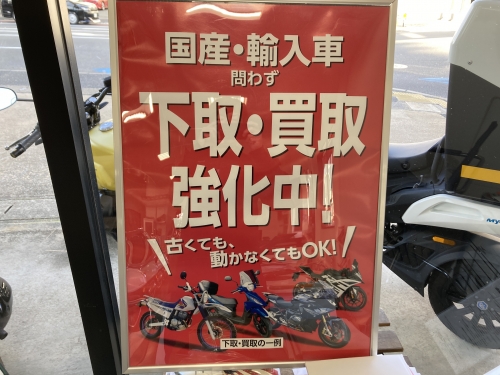 国産・輸入車
問わず
下取・買取
強化中!
古くても、
動かなくてもOK!
下取・買取の一例
My